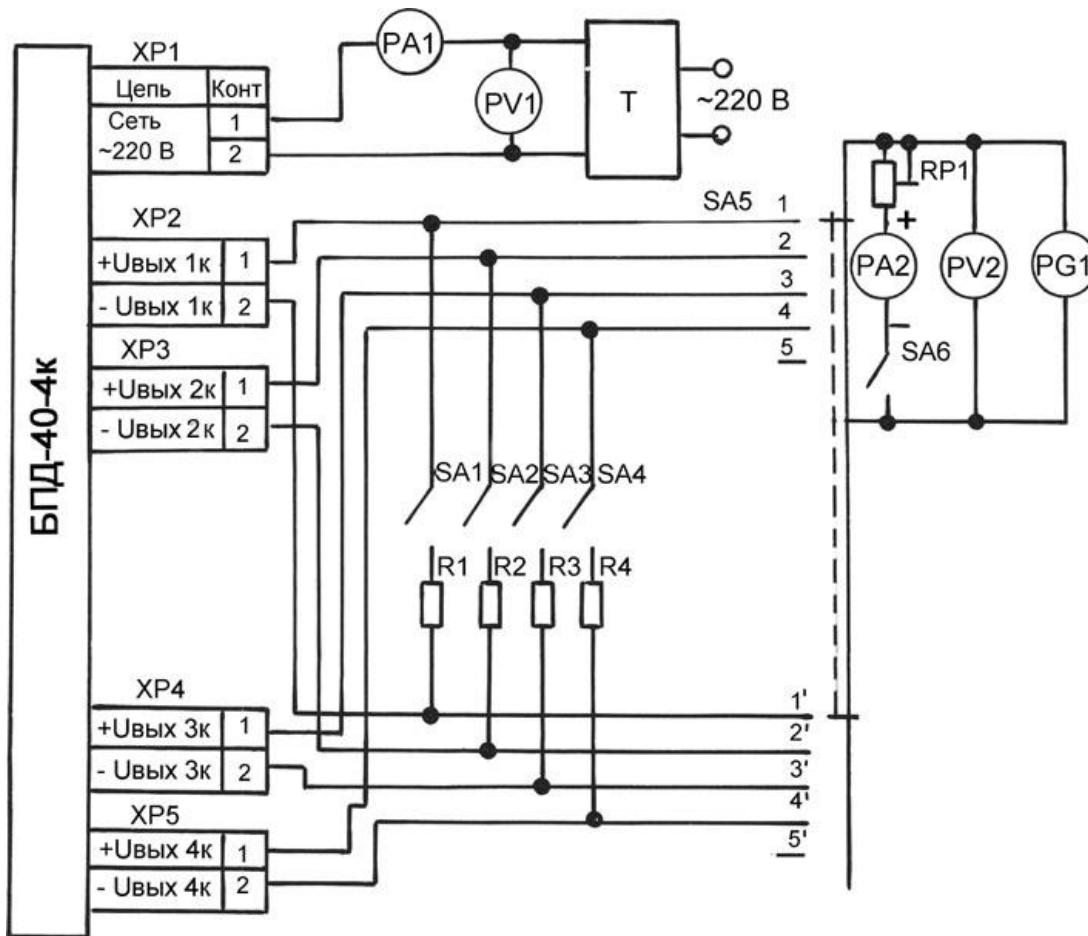 БПД-40-4к
XP1
Цепь Конт
Сеть 1
~220 В 2
PA1
PV1
T
~220 В
XP2
+Uвых 1к 1
- Uвых 1к 2
XP3
+Uвых 2к 1
- Uвых 2к 2
XP4
+Uвых 3к 1
- Uвых 3к 2
XP5
+Uвых 4к 1
- Uвых 4к 2
SA5 1
2
3
4
5
SA1 SA2 SA3 SA4
R1 R2 R3 R4
1'
2'
3'
4'
5'
RP1
+
PA2 PV2 PG1
–
SA6